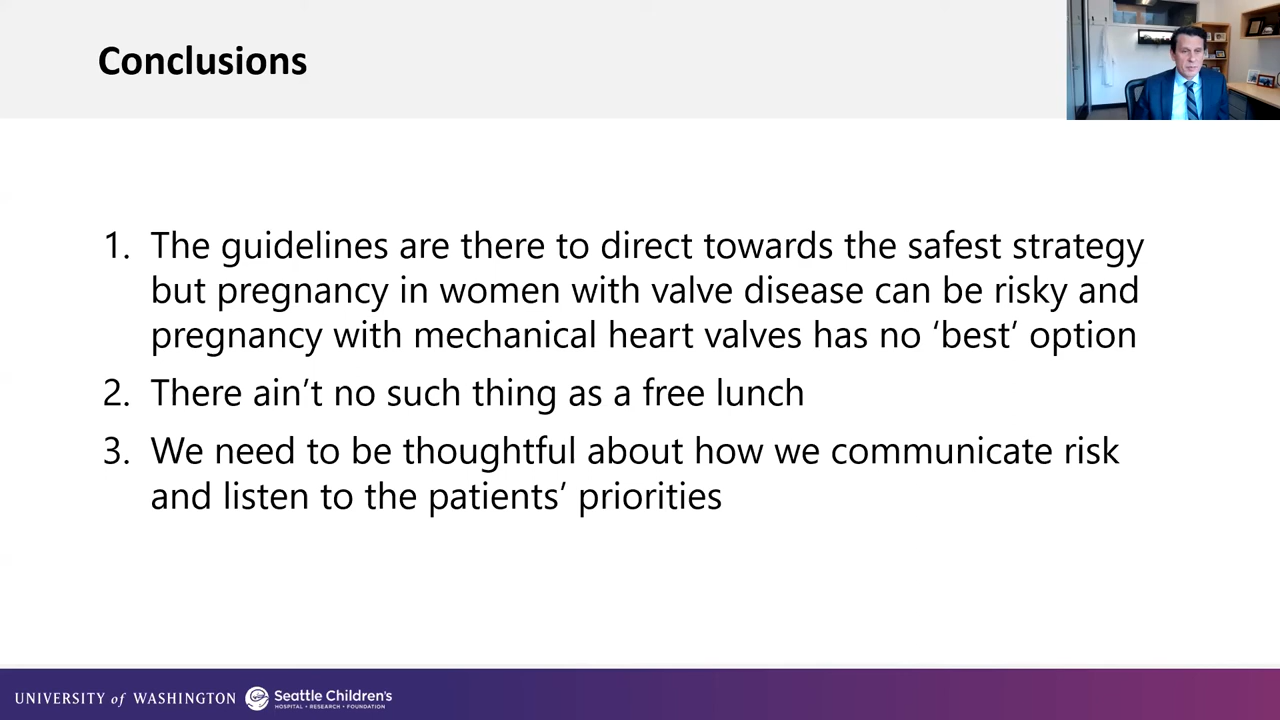 Conclusions
1. The guidelines are there to direct towards the safest strategy
but pregnancy in women with valve disease can be risky and
pregnancy with mechanical heart valves has no ‘best’ option
2. There ain’t no such thing as a free lunch
3. We need to be thoughtful about how we communicate risk
and listen to the patients’ priorities
UNIVERSITY of WASHINGTON
Seattle Children's
HOSPITAL • RESEARCH • FOUNDATION